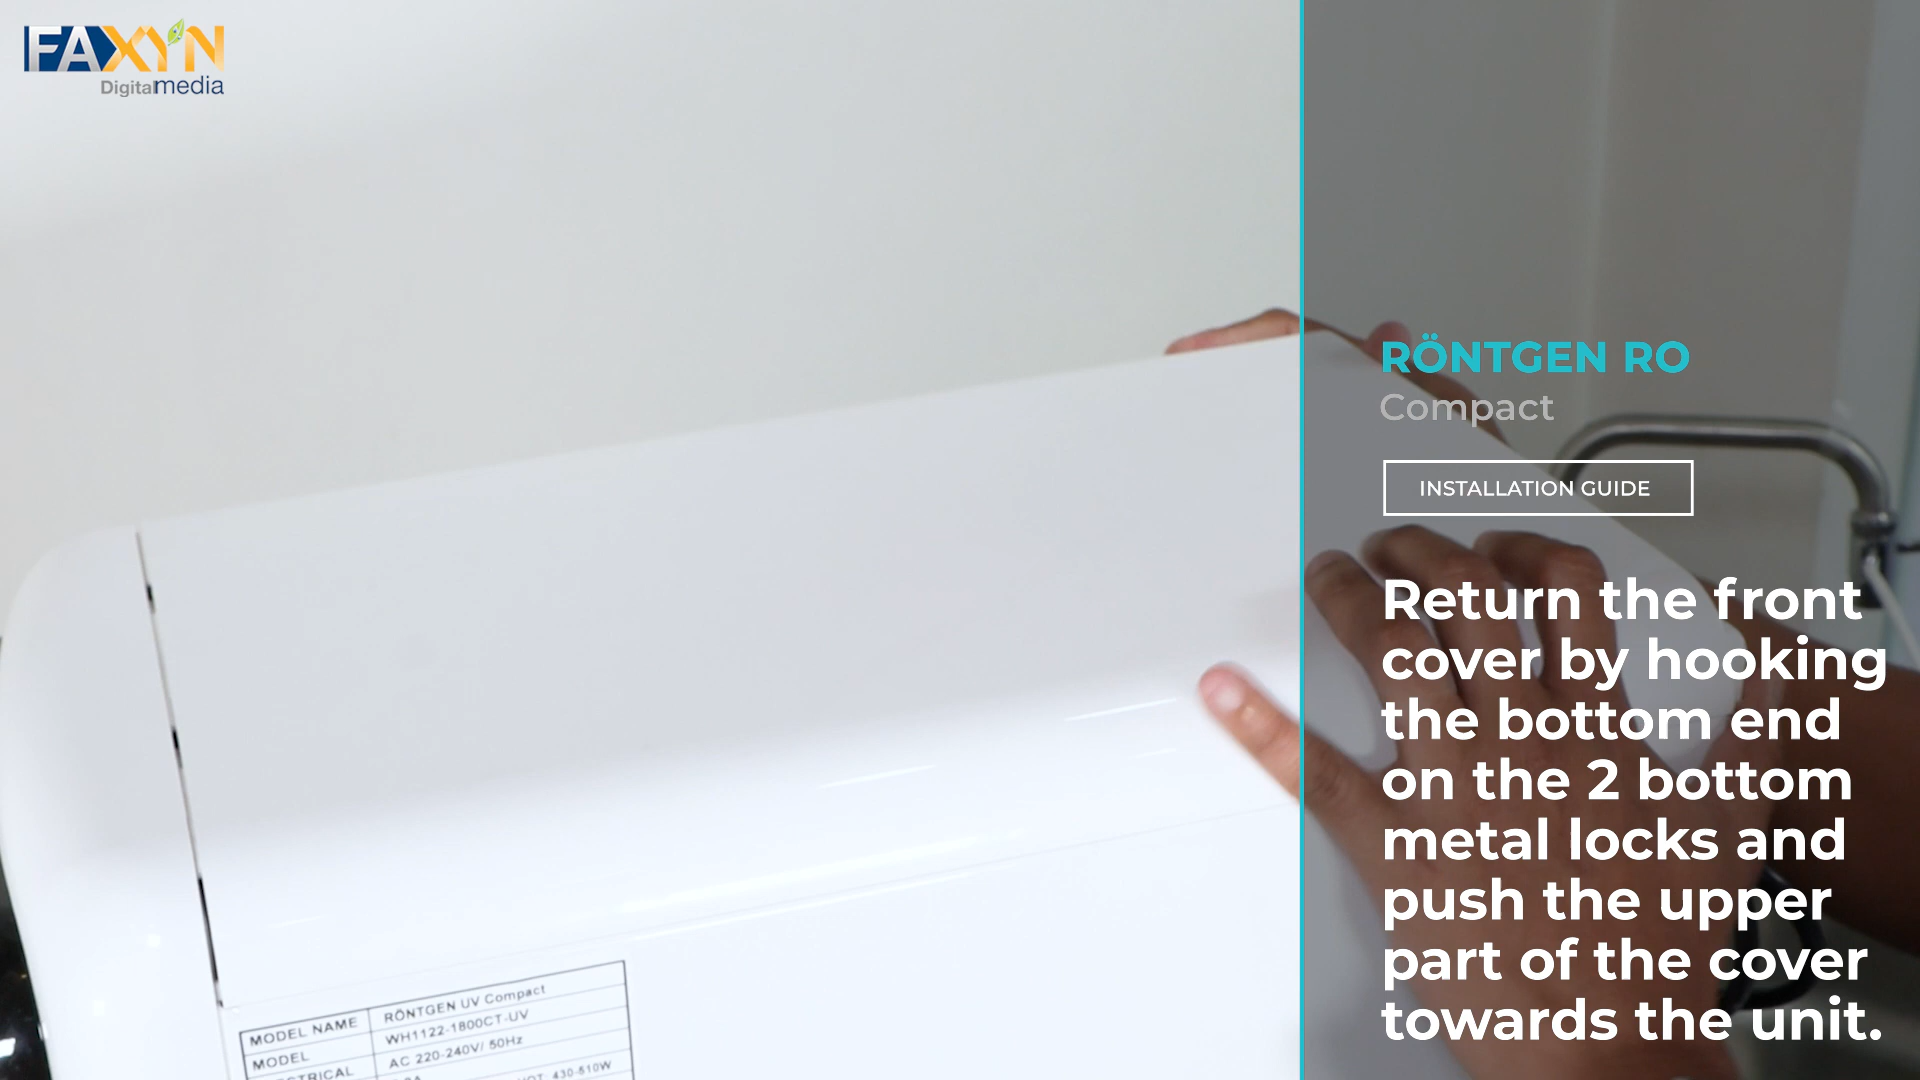 FAXYN
Digitalmedia
RÖNTGEN RO
Compact
INSTALLATION GUIDE
Return the front
cover by hooking
the bottom end
on the 2 bottom
metal locks and
push the upper
part of the cover
towards the unit.
MODEL NAME RÖNTGEN UV Compact
MODEL WH1122-1800CT-UV
AC 220-240V/ 50Hz
430-510W